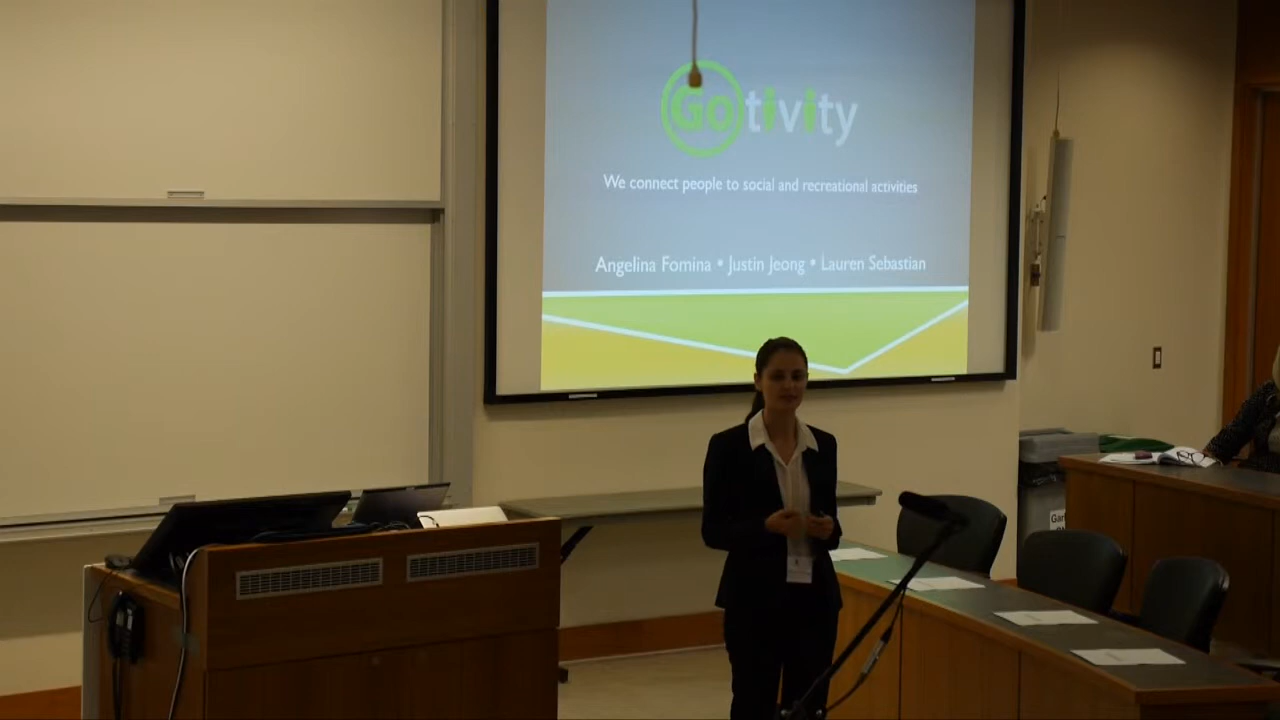 Gotivity
We connect people to social and recreational activities
Angelina Fomina • Justin Jeong • Lauren Sebastian